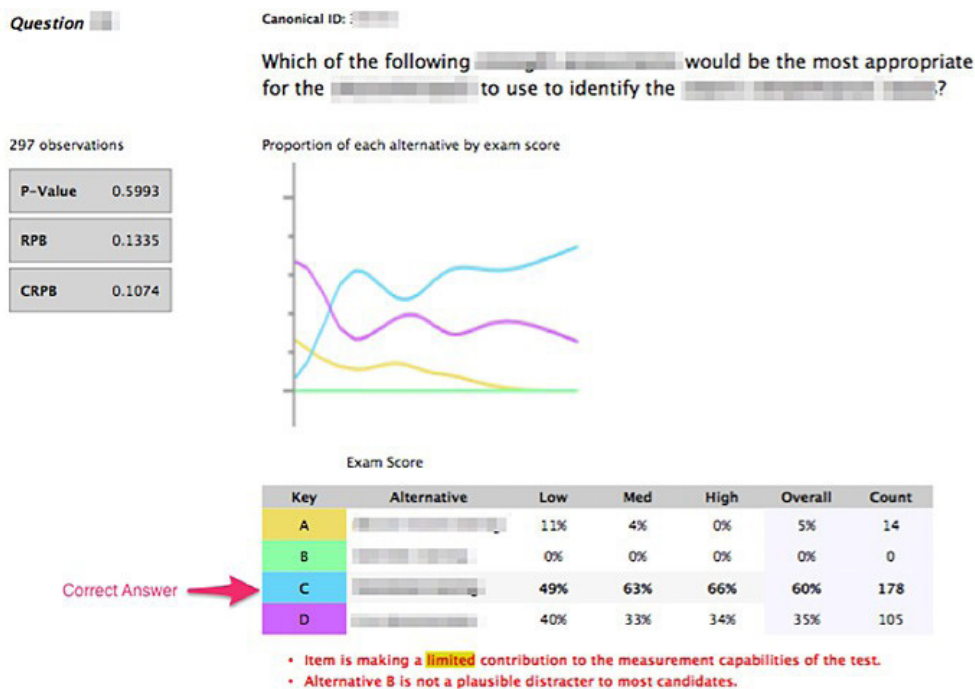 Question
Canonical ID:
Which of the following would be the most appropriate
for the to use to identify the ?
297 observations
P-Value 0.5993
RPB 0.1335
CRPB 0.1074
Proportion of each alternative by exam score
Exam Score
Key Alternative Low Med High Overall Count
A 11% 4% 0% 5% 14
B 0% 0% 0% 0% 0
Correct Answer C 49% 63% 66% 60% 178
D 40% 33% 34% 35% 105
• Item is making a limited contribution to the measurement capabilities of the test.
• Alternative B is not a plausible distracter to most candidates.